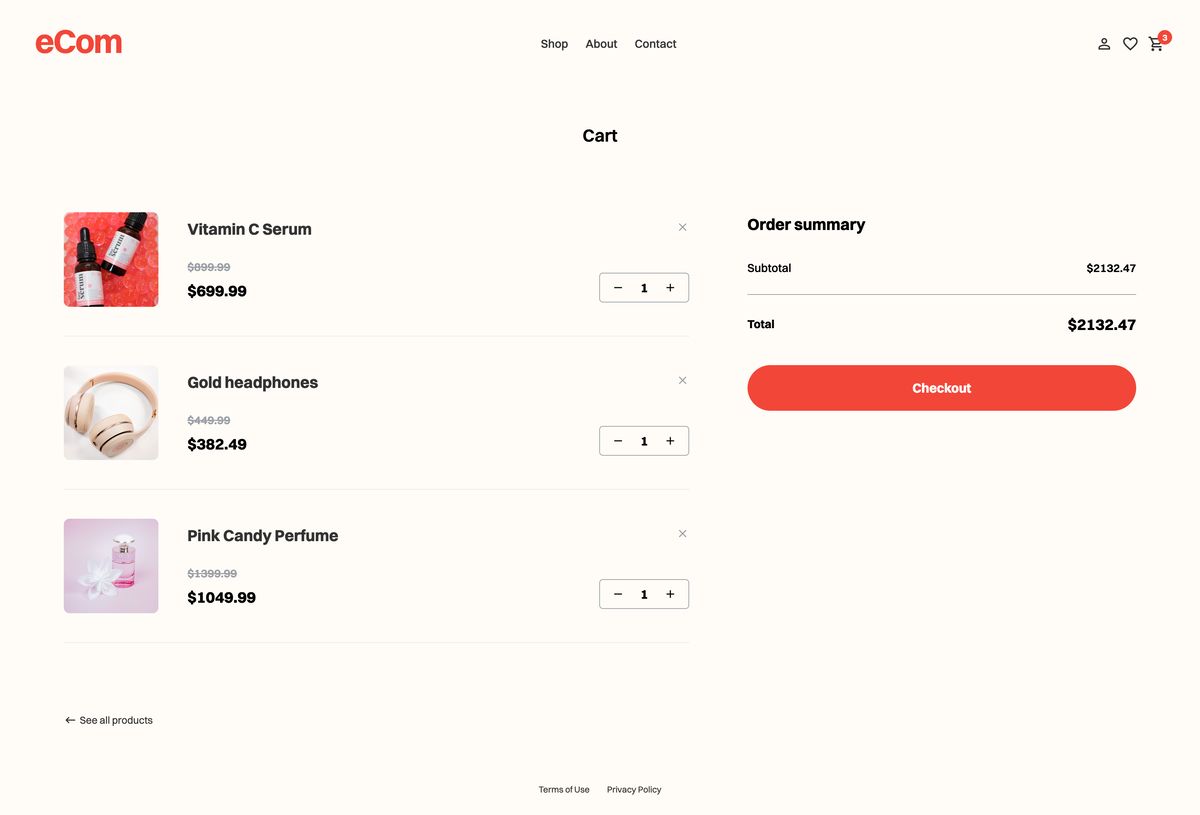 eCom
Shop About Contact
3
Cart
Vitamin C Serum
$899.99
$699.99
− 1 +
serum
serum
Gold headphones
$449.99
$382.49
− 1 +
Pink Candy Perfume
$1399.99
$1049.99
− 1 +
Order summary
Subtotal $2132.47
Total $2132.47
Checkout
← See all products
Terms of Use Privacy Policy